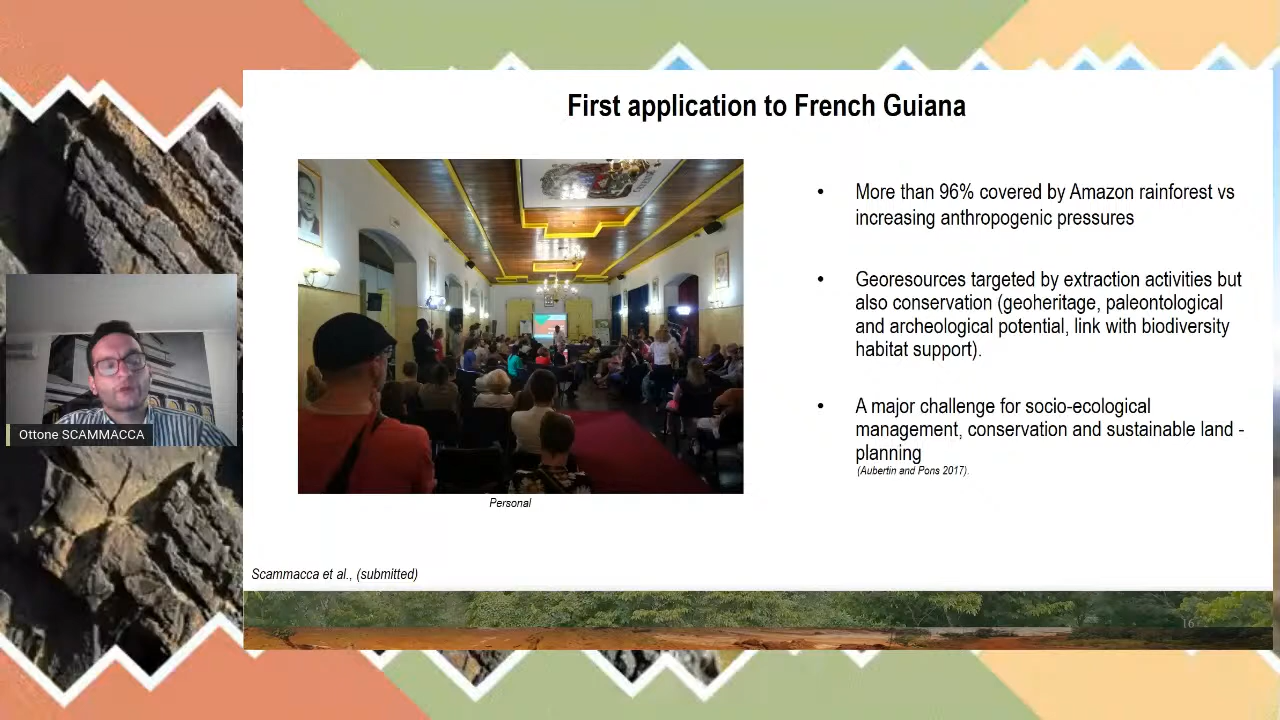 First application to French Guiana
• More than 96% covered by Amazon rainforest vs
increasing anthropogenic pressures
• Georesources targeted by extraction activities but
also conservation (geoheritage, paleontological
and archeological potential, link with biodiversity
habitat support).
• A major challenge for socio-ecological
management, conservation and sustainable land -
planning
(Aubertin and Pons 2017).
Personal
Ottone SCAMMACCA
Scammacca et al., (submitted)
16